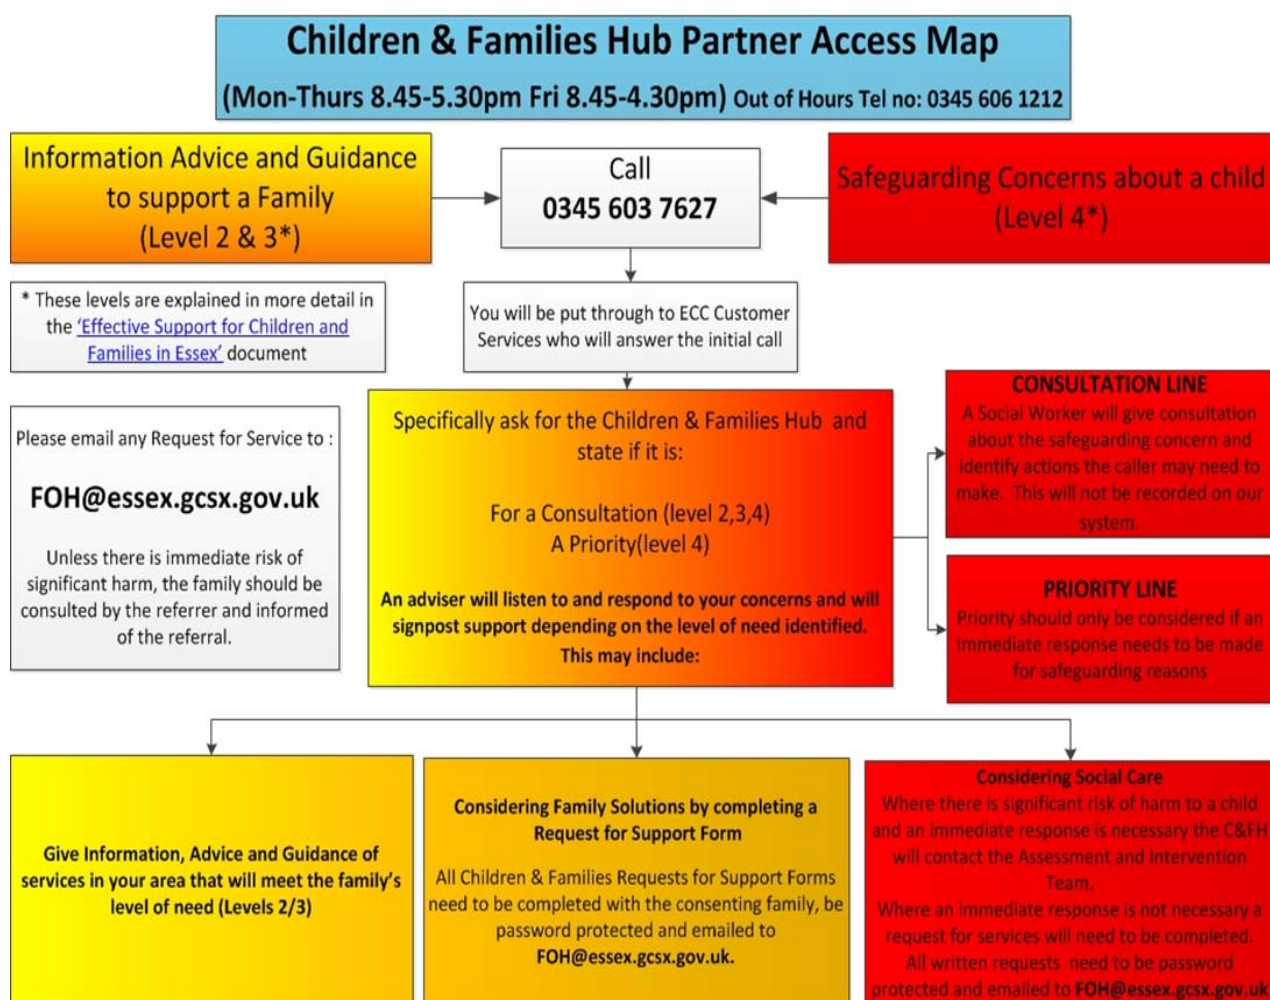 Children & Families Hub Partner Access Map
(Mon-Thurs 8.45-5.30pm Fri 8.45-4.30pm) Out of Hours Tel no: 0345 606 1212
Information Advice and Guidance
to support a Family
(Level 2 & 3*)
Call
0345 603 7627
Safeguarding Concerns about a child
(Level 4*)
* These levels are explained in more detail in
the 'Effective Support for Children and
Families in Essex' document
You will be put through to ECC Customer
Services who will answer the initial call
Please email any Request for Service to :
FOH@essex.gcsx.gov.uk
Unless there is immediate risk of
significant harm, the family should be
consulted by the referrer and informed
of the referral.
Specifically ask for the Children & Families Hub and
state if it is:
For a Consultation (level 2,3,4)
A Priority(level 4)
An adviser will listen to and respond to your concerns and will
signpost support depending on the level of need identified.
This may include:
CONSULTATION LINE
A Social Worker will give consultation
about the safeguarding concern and
identify actions the caller may need to
make. This will not be recorded on our
system.
PRIORITY LINE
Priority should only be considered if an
immediate response needs to be made
for safeguarding reasons
Give Information, Advice and Guidance of
services in your area that will meet the family's
level of need (Levels 2/3)
Considering Family Solutions by completing a
Request for Support Form
All Children & Families Requests for Support Forms
need to be completed with the consenting family, be
password protected and emailed to
FOH@essex.gcsx.gov.uk.
Considering Social Care
Where there is significant risk of harm to a child
and an immediate response is necessary the C&FH
will contact the Assessment and Intervention
Team.
Where an immediate response is not necessary a
request for services will need to be completed.
All written requests need to be password
protected and emailed to FOH@essex.gcsx.gov.uk